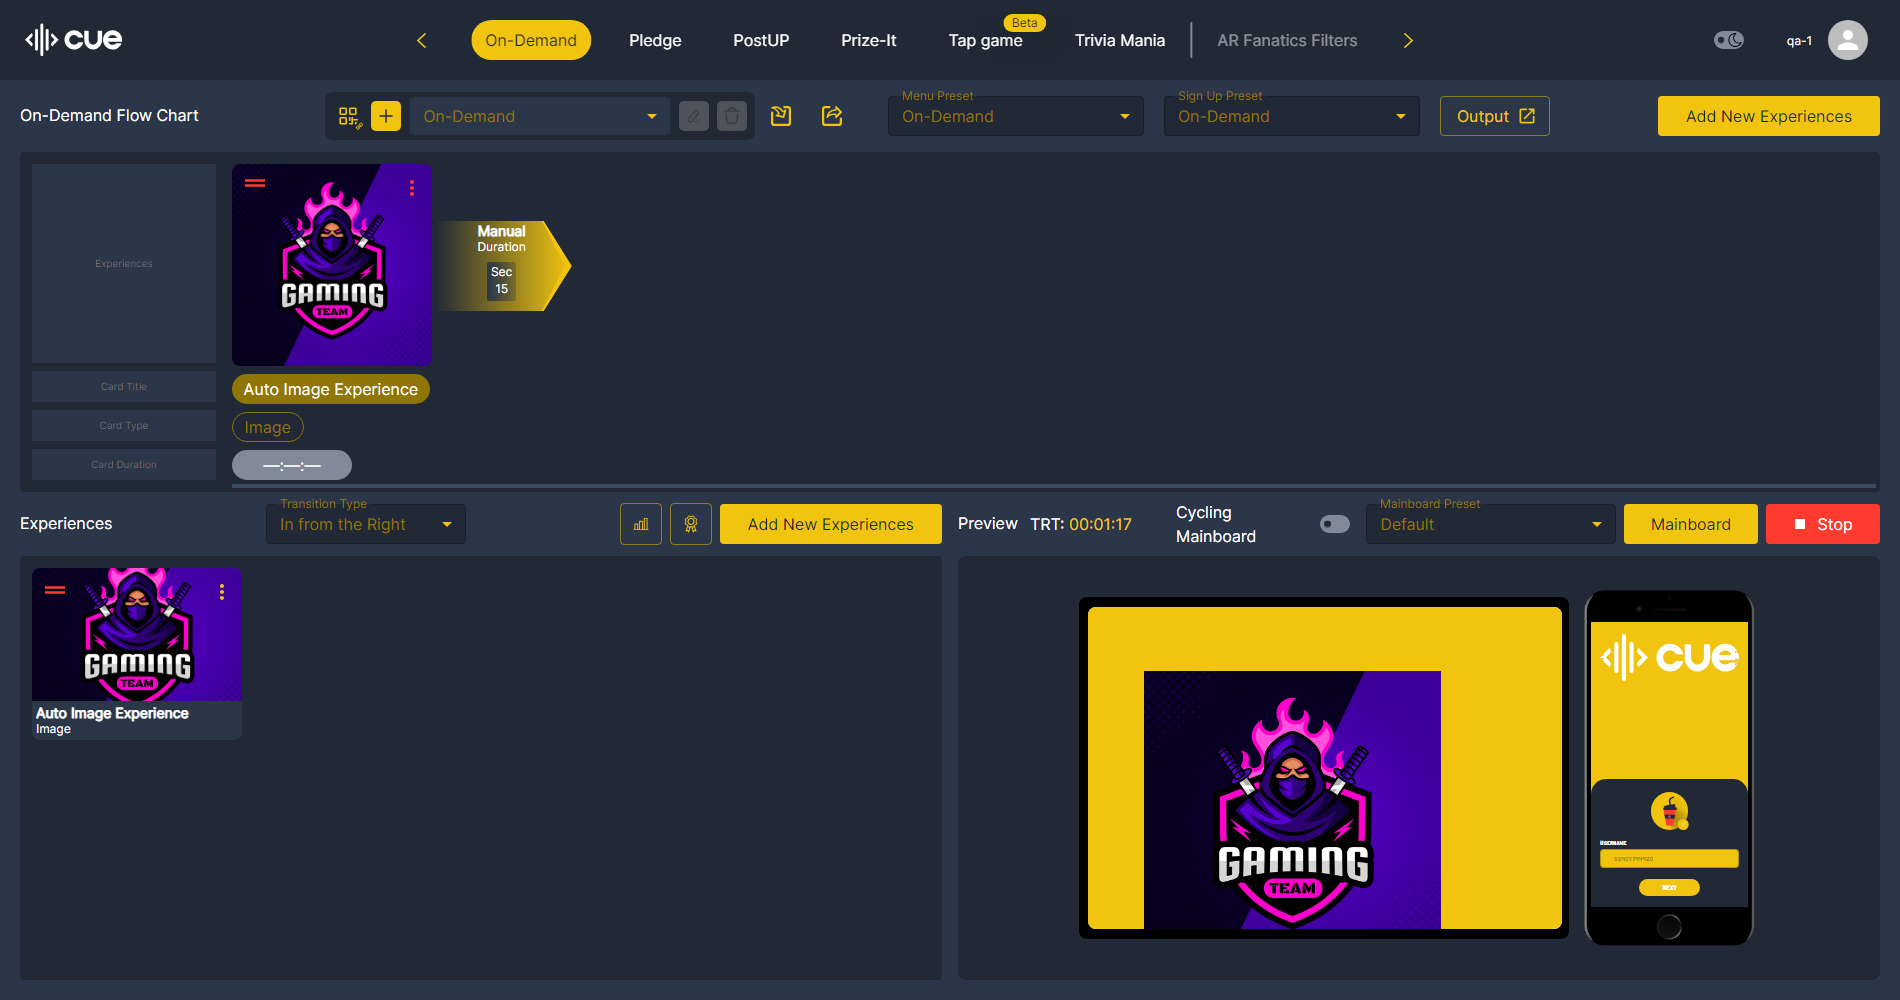 cue
On-Demand
Pledge
PostUP
Prize-It
Beta
Tap game
Trivia Mania
AR Fanatics Filters
qa-1
On-Demand Flow Chart
On-Demand
Menu Preset
On-Demand
Sign Up Preset
On-Demand
Output
Add New Experiences
Experiences
GAMING
TEAM
Manual
Duration
Sec
15
Card Title
Auto Image Experience
Card Type
Image
Card Duration
—:—:—
Experiences
Transition Type
In from the Right
Add New Experiences
Preview
TRT: 00:01:17
Cycling
Mainboard
Mainboard Preset
Default
Mainboard
Stop
GAMING
TEAM
Auto Image Experience
Image
GAMING
TEAM
cue
USERNAME
NEXT